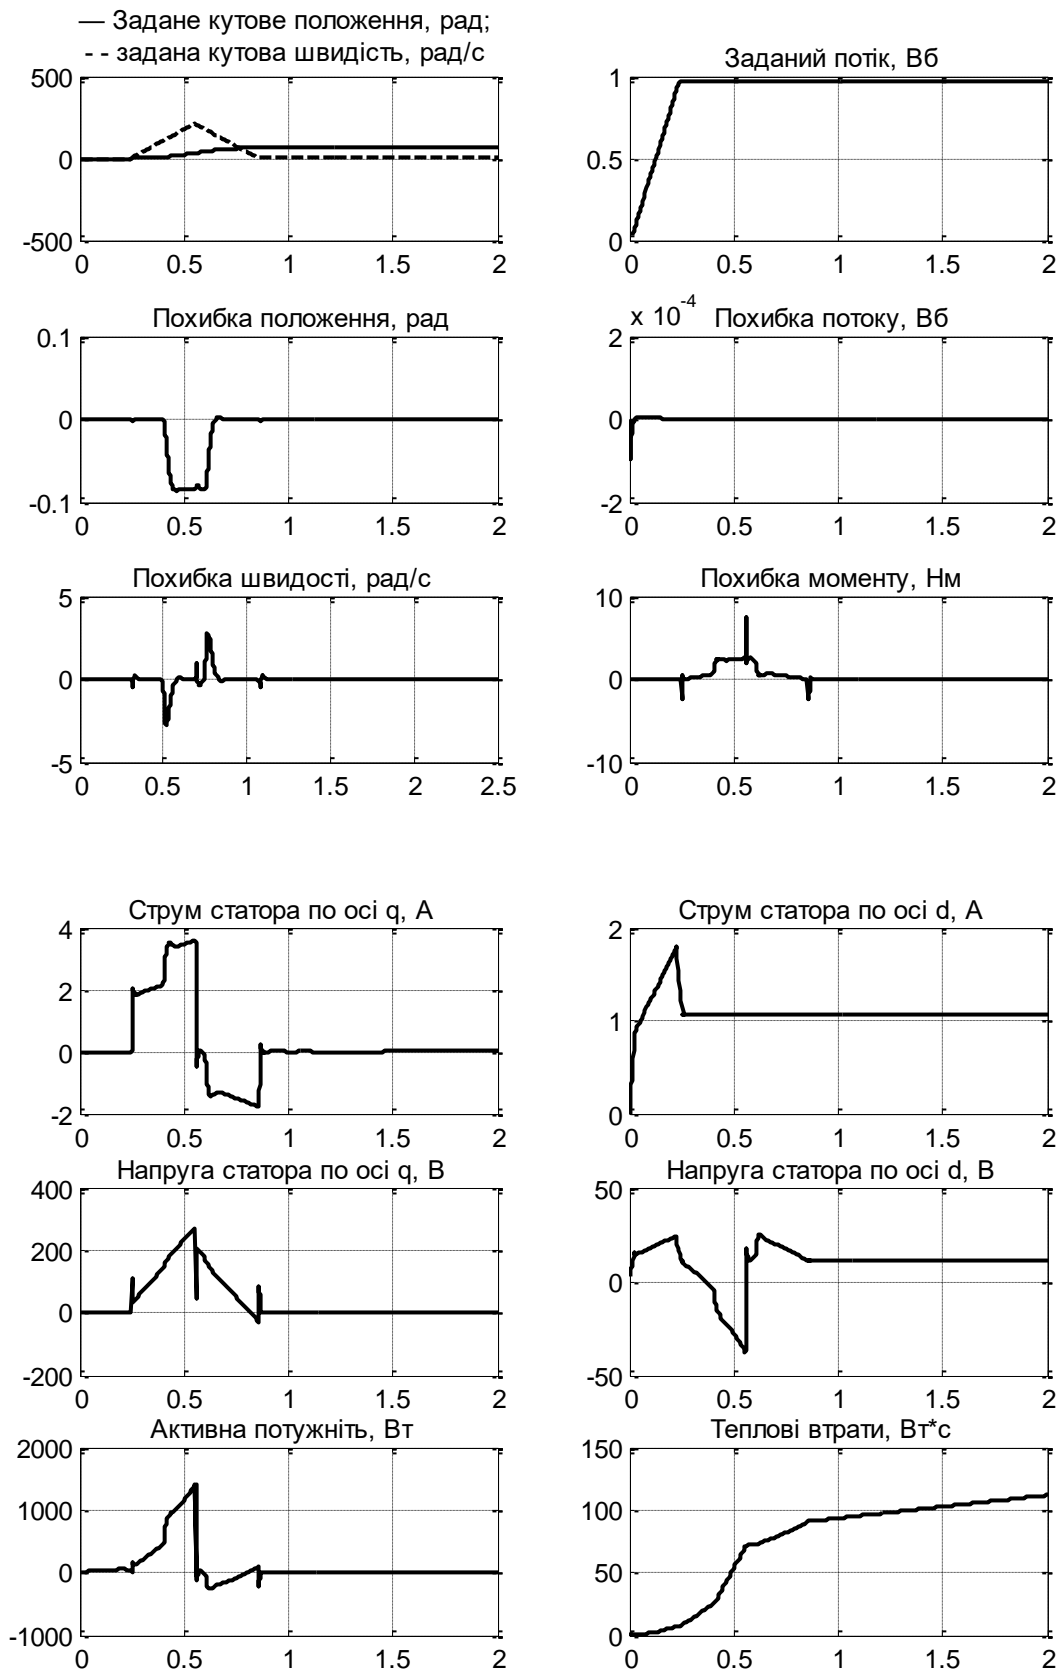 — Задане кутове положення, рад;
- - задана кутова швидість, рад/с
500
0
-500
0 0.5 1 1.5 2
Заданий потік, Вб
1
0.5
0
0 0.5 1 1.5 2
Похибка положення, рад
0.1
0
-0.1
0 0.5 1 1.5 2
x 10-4 Похибка потоку, Вб
2
0
-2
0 0.5 1 1.5 2
Похибка швидості, рад/с
5
0
-5
0 0.5 1 1.5 2 2.5
Похибка моменту, Нм
10
0
-10
0 0.5 1 1.5 2
Струм статора по осі q, А
4
2
0
-2
0 0.5 1 1.5 2
Струм статора по осі d, А
2
1
0
0 0.5 1 1.5 2
Напруга статора по осі q, В
400
200
0
-200
0 0.5 1 1.5 2
Напруга статора по осі d, В
50
0
-50
0 0.5 1 1.5 2
Активна потужніть, Вт
2000
1000
0
-1000
0 0.5 1 1.5 2
Теплові втрати, Вт*с
150
100
50
0
0 0.5 1 1.5 2